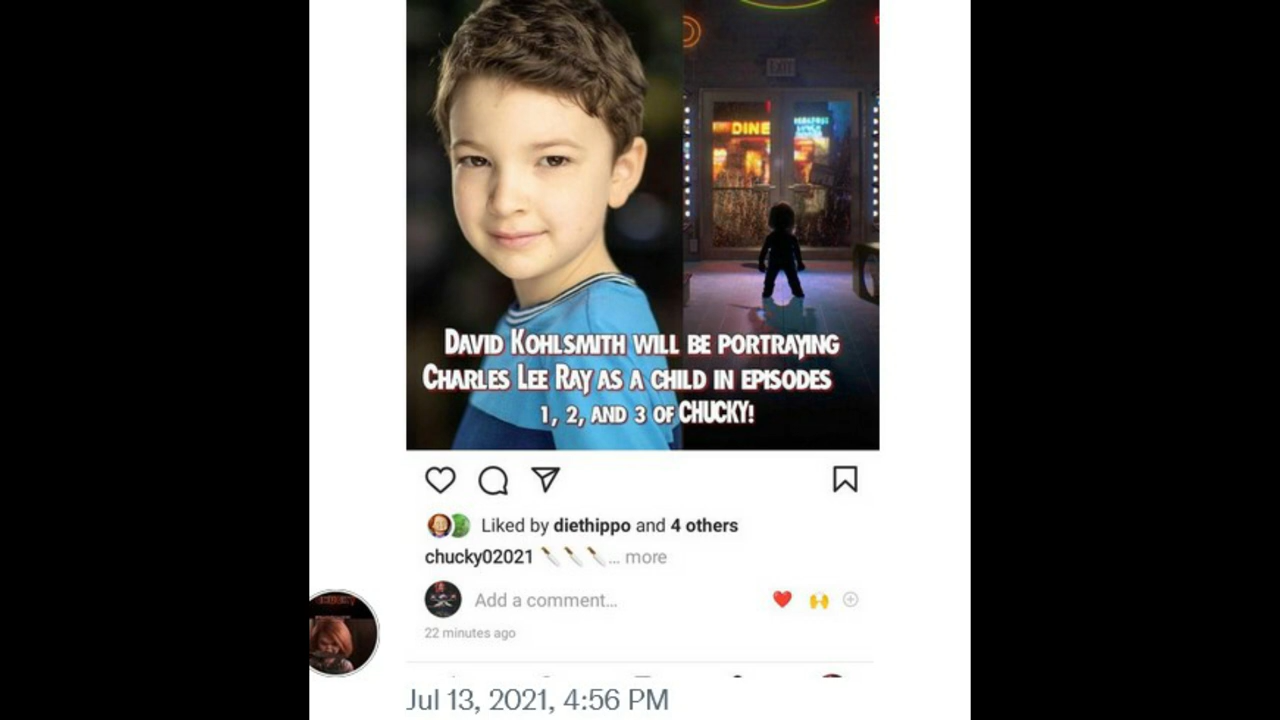 EXIT
DINE
DAVID KOHLSMITH WILL BE PORTRAYING
CHARLES LEE RAY AS A CHILD IN EPISODES
1, 2, AND 3 OF CHUCKY!
Liked by diethippo and 4 others
chucky02021 🔪🔪🔪... more
Add a comment...
22 minutes ago
Jul 13, 2021, 4:56 PM